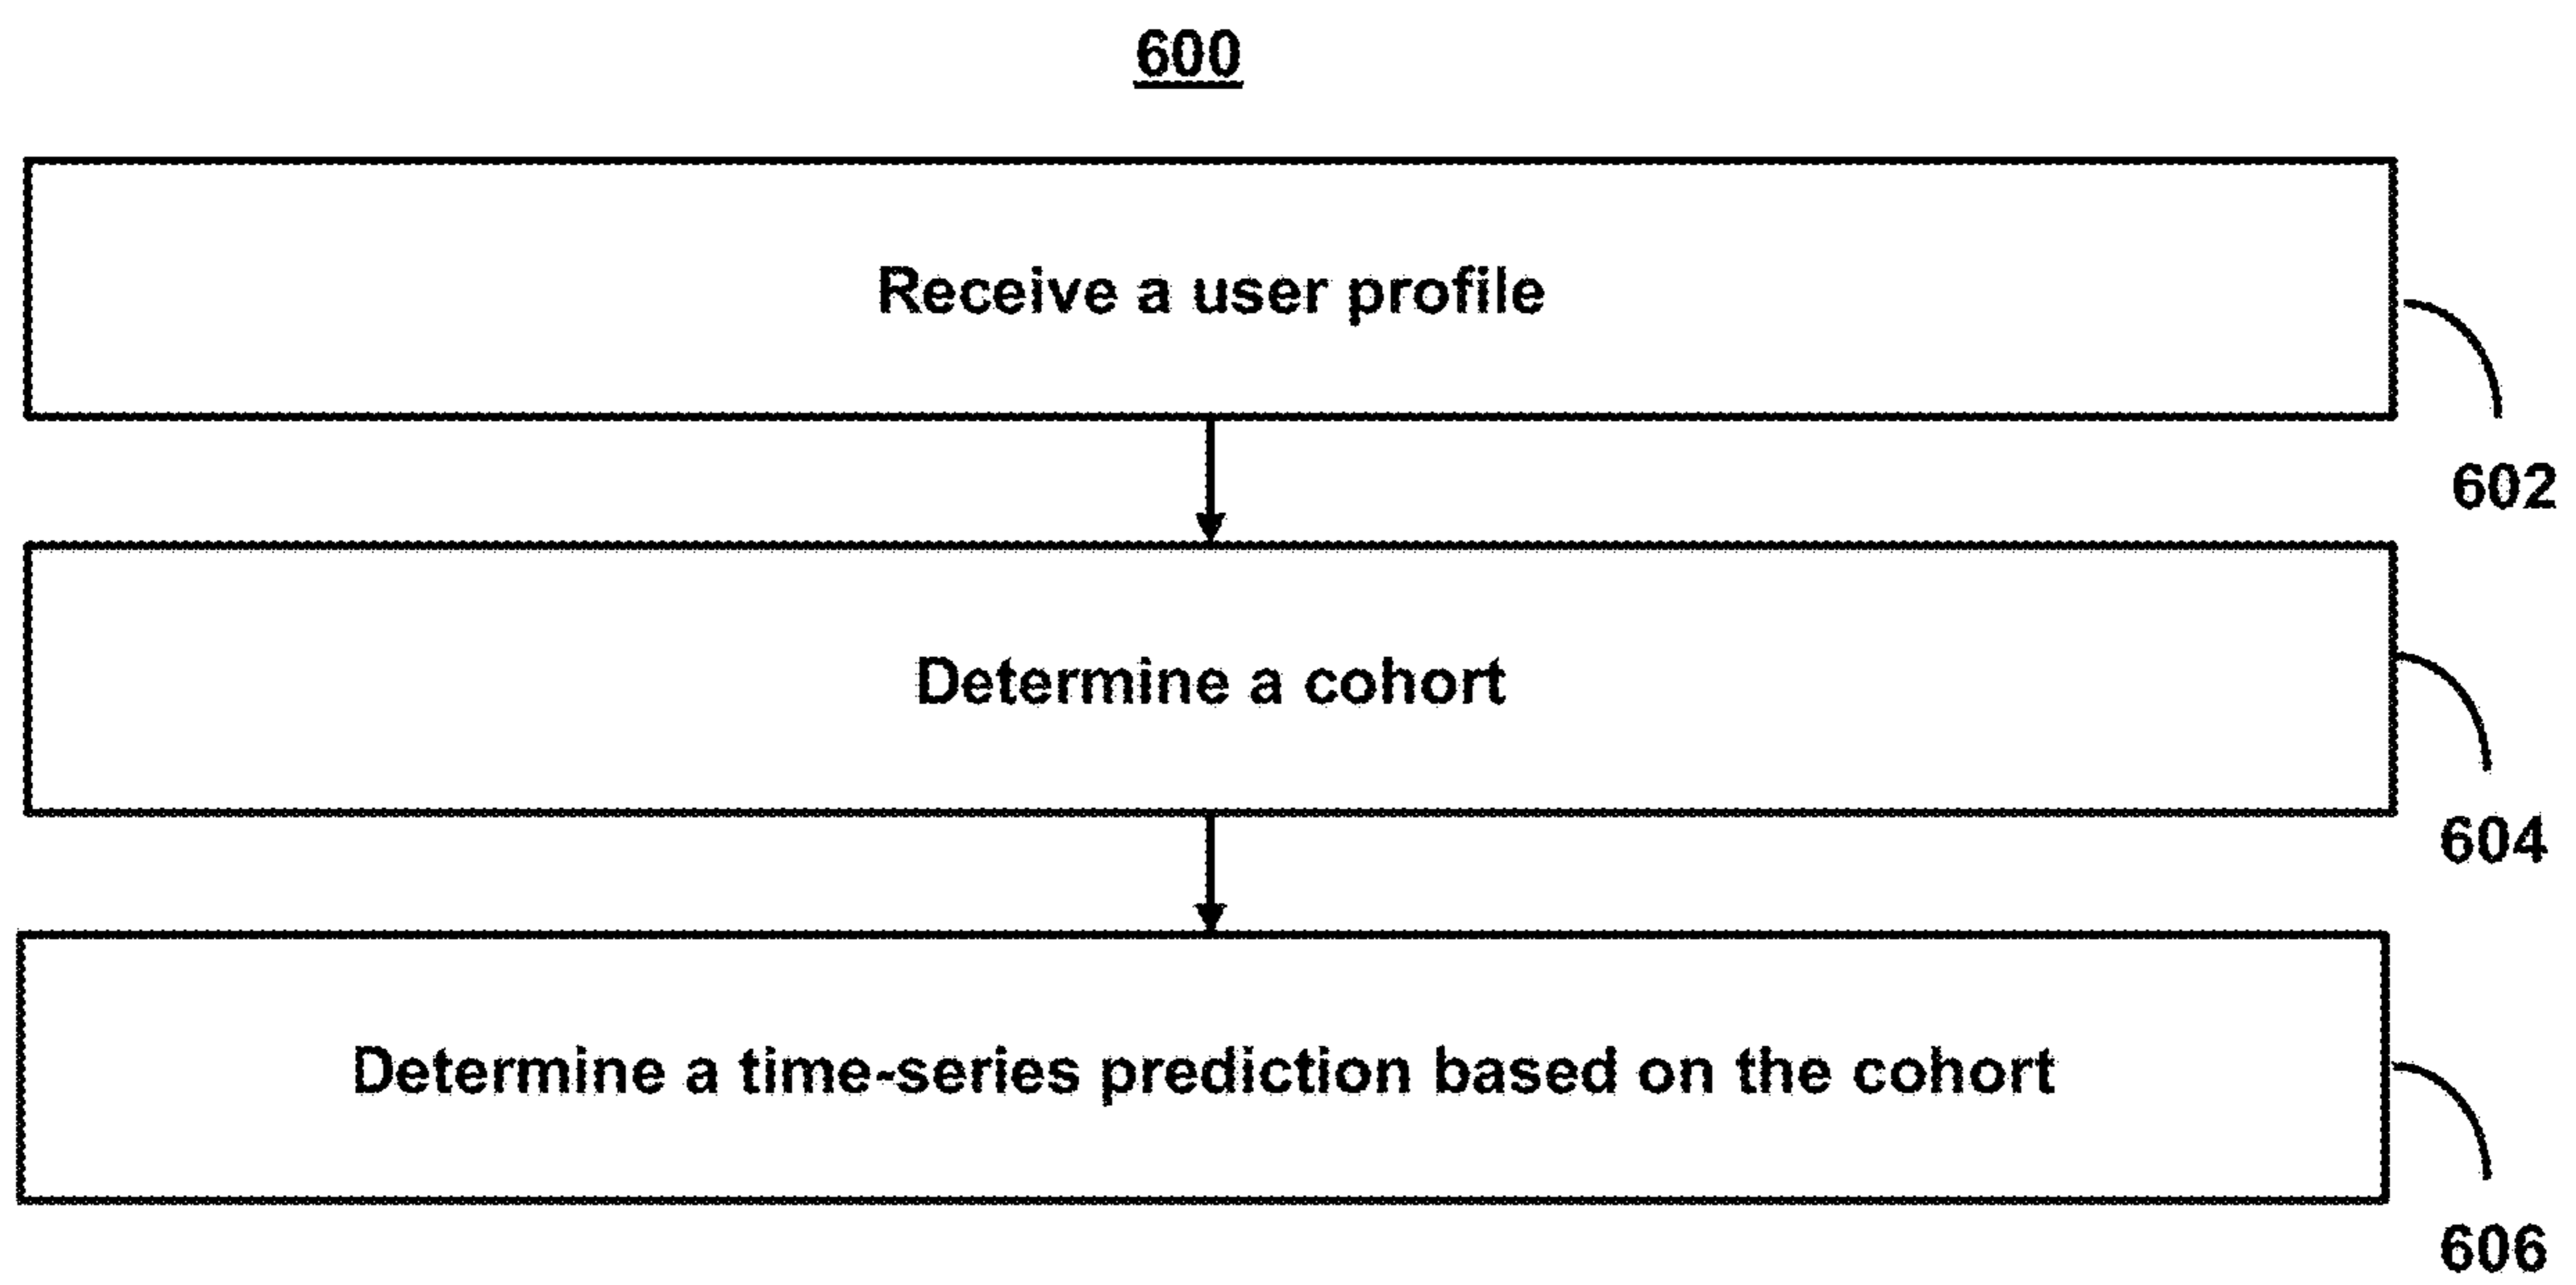 600
Receive a user profile
602
Determine a cohort
604
Determine a time-series prediction based on the cohort
606